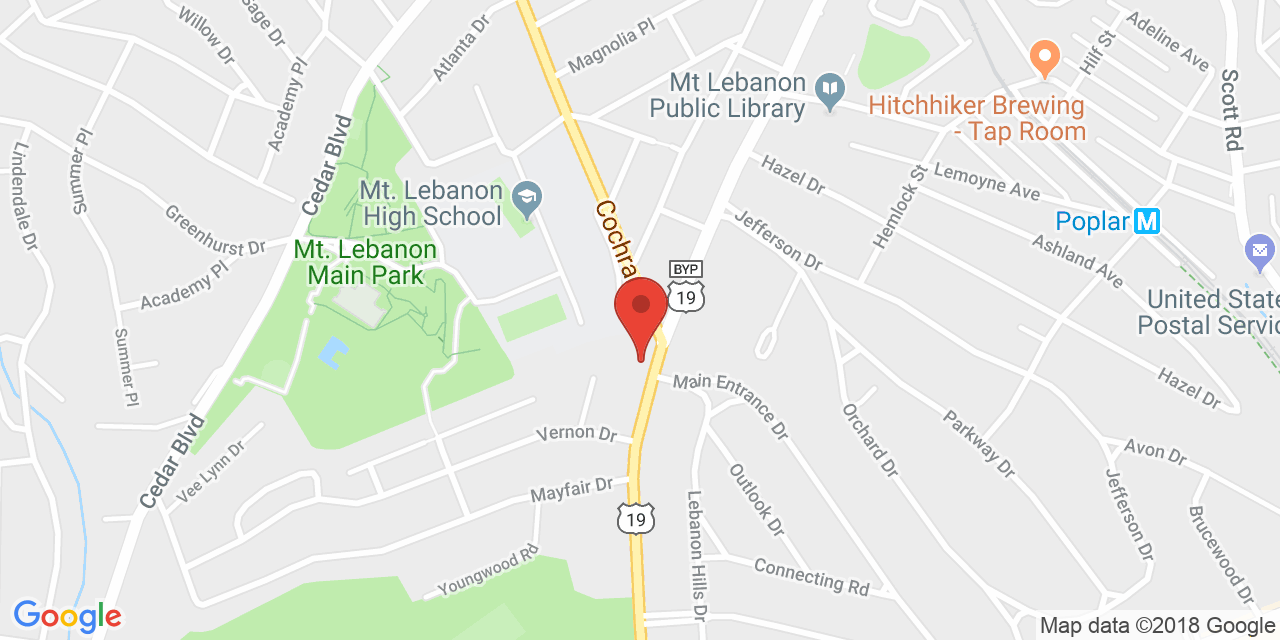 Willow Dr
Sage Dr
Atlanta Dr
Magnolia Pl
Adeline Ave
Hilf St
Academy Pl
Scott Rd
Mt Lebanon
Public Library
Hitchhiker Brewing
- Tap Room
Cedar Blvd
Summer Pl
Lindendale Dr
Hazel Dr
Lemoyne Ave
Hemlock St
Mt. Lebanon
High School
Cochra
Greenhurst Dr
Jefferson Dr
Poplar
M
Ashland Ave
Mt. Lebanon
Main Park
Academy Pl
BYP
19
United State
Postal Servic
Summer Pl
Main Entrance Dr
Hazel Dr
Orchard Dr
Parkway Dr
Vernon Dr
Avon Dr
Cedar Blvd
Vee Lynn Dr
Mayfair Dr
Outlook Dr
Jefferson Dr
19
Lebanon Hills Dr
Brucewood Dr
Youngwood Rd
Connecting Rd
Google
Map data ©2018 Google